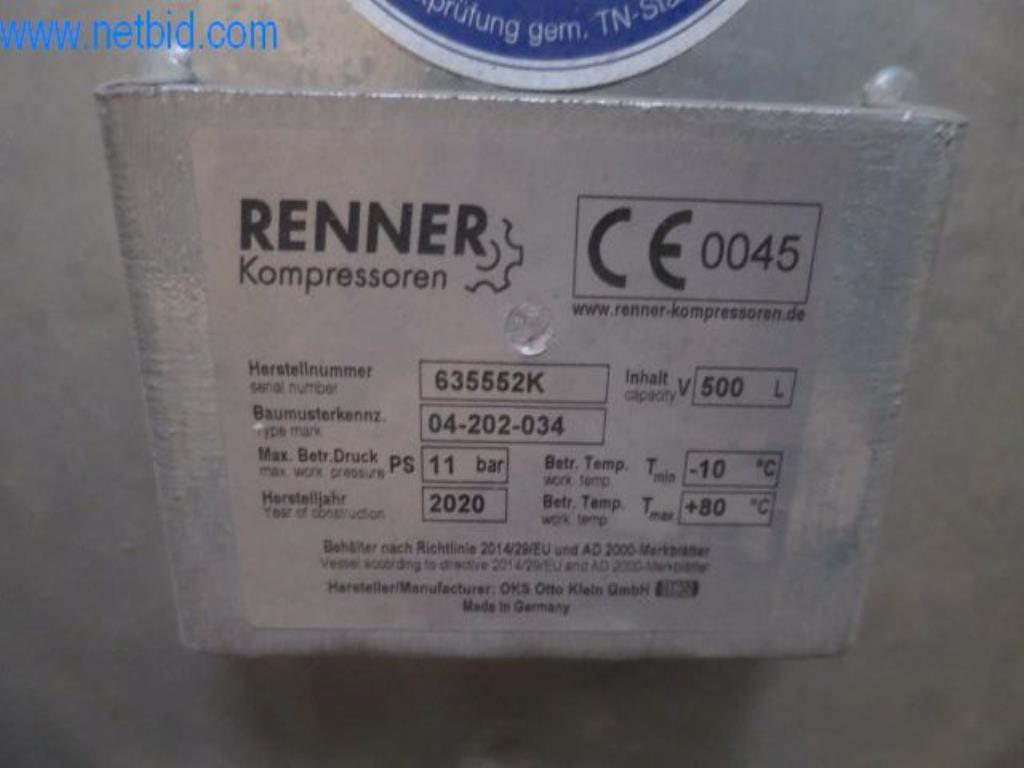 www.netbid.com
prüfung gem. TN-Sta
RENNER
Kompressoren
CE 0045
www.renner-kompressoren.de
Herstellnummer
serial number
635552K
Inhalt
capacity
V 500 L
Baumusterkennz.
Type mark
04-202-034
Max. Betr.Druck
max. work pressure
PS 11 bar
Betr. Temp.
work temp
Tmin -10 °C
Herstelljahr
Year of construction
2020
Betr. Temp.
work temp
Tmax +80 °C
Behälter nach Richtlinie 2014/29/EU und AD 2000-Merkblätter
Vessel according to directive 2014/29/EU and AD 2000-Merkblätter
Hersteller/Manufacturer: OKS Otto Klein GmbH
Made in Germany